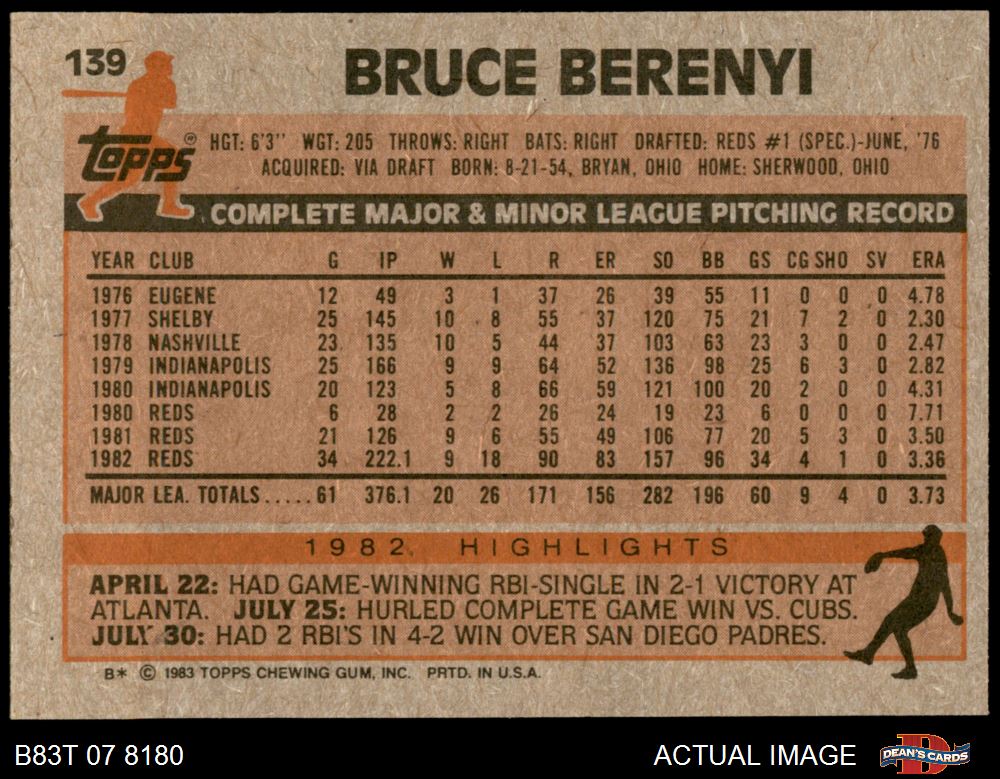 139
BRUCE BERENYI
Topps®
HGT: 6'3" WGT: 205 THROWS: RIGHT BATS: RIGHT DRAFTED: REDS #1 (SPEC.)-JUNE, '76
ACQUIRED: VIA DRAFT BORN: 8-21-54, BRYAN, OHIO HOME: SHERWOOD, OHIO
COMPLETE MAJOR & MINOR LEAGUE PITCHING RECORD
YEAR CLUB G IP W L R ER SO BB GS CG SHO SV ERA
1976 EUGENE 12 49 3 1 37 26 39 55 11 0 0 0 4.78
1977 SHELBY 25 145 10 8 55 37 120 75 21 7 2 0 2.30
1978 NASHVILLE 23 135 10 5 44 37 103 63 23 3 0 0 2.47
1979 INDIANAPOLIS 25 166 9 9 64 52 136 98 25 6 3 0 2.82
1980 INDIANAPOLIS 20 123 5 8 66 59 121 100 20 2 0 0 4.31
1980 REDS 6 28 2 2 26 24 19 23 6 0 0 0 7.71
1981 REDS 21 126 9 6 55 49 106 77 20 5 3 0 3.50
1982 REDS 34 222.1 9 18 90 83 157 96 34 4 1 0 3.36
MAJOR LEA. TOTALS.....61 376.1 20 26 171 156 282 196 60 9 4 0 3.73
1982 HIGHLIGHTS
APRIL 22: HAD GAME-WINNING RBI-SINGLE IN 2-1 VICTORY AT
ATLANTA. JULY 25: HURLED COMPLETE GAME WIN VS. CUBS.
JULY 30: HAD 2 RBI'S IN 4-2 WIN OVER SAN DIEGO PADRES.
B* © 1983 TOPPS CHEWING GUM, INC. PRTD. IN U.S.A.
B83T 07 8180
ACTUAL IMAGE
D
DEAN'S CARDS